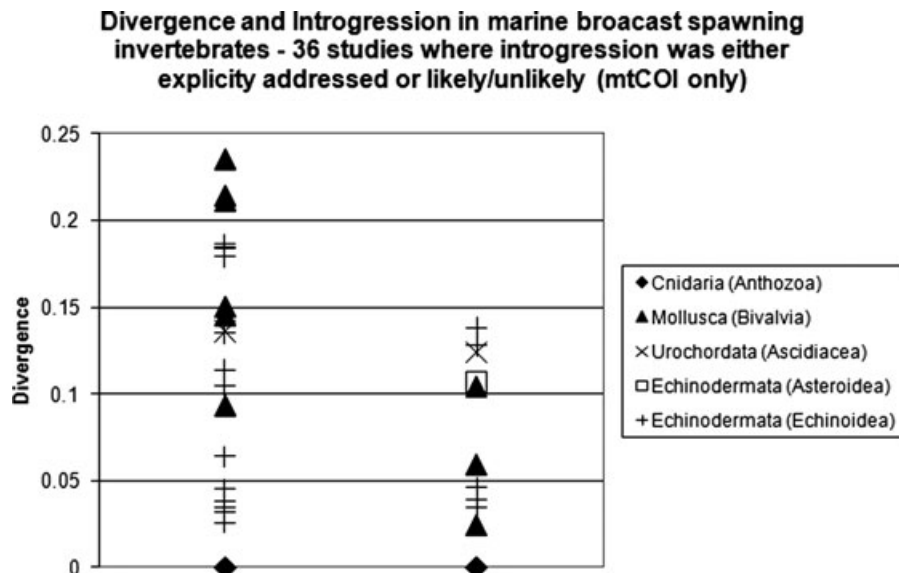 Divergence and Introgression in marine broacast spawning
invertebrates - 36 studies where introgression was either
explicity addressed or likely/unlikely (mtCOI only)
0.25
0.2
0.15
0.1
0.05
0
Divergence
Cnidaria (Anthozoa)
Mollusca (Bivalvia)
Urochordata (Ascidiacea)
Echinodermata (Asteroidea)
Echinodermata (Echinoidea)